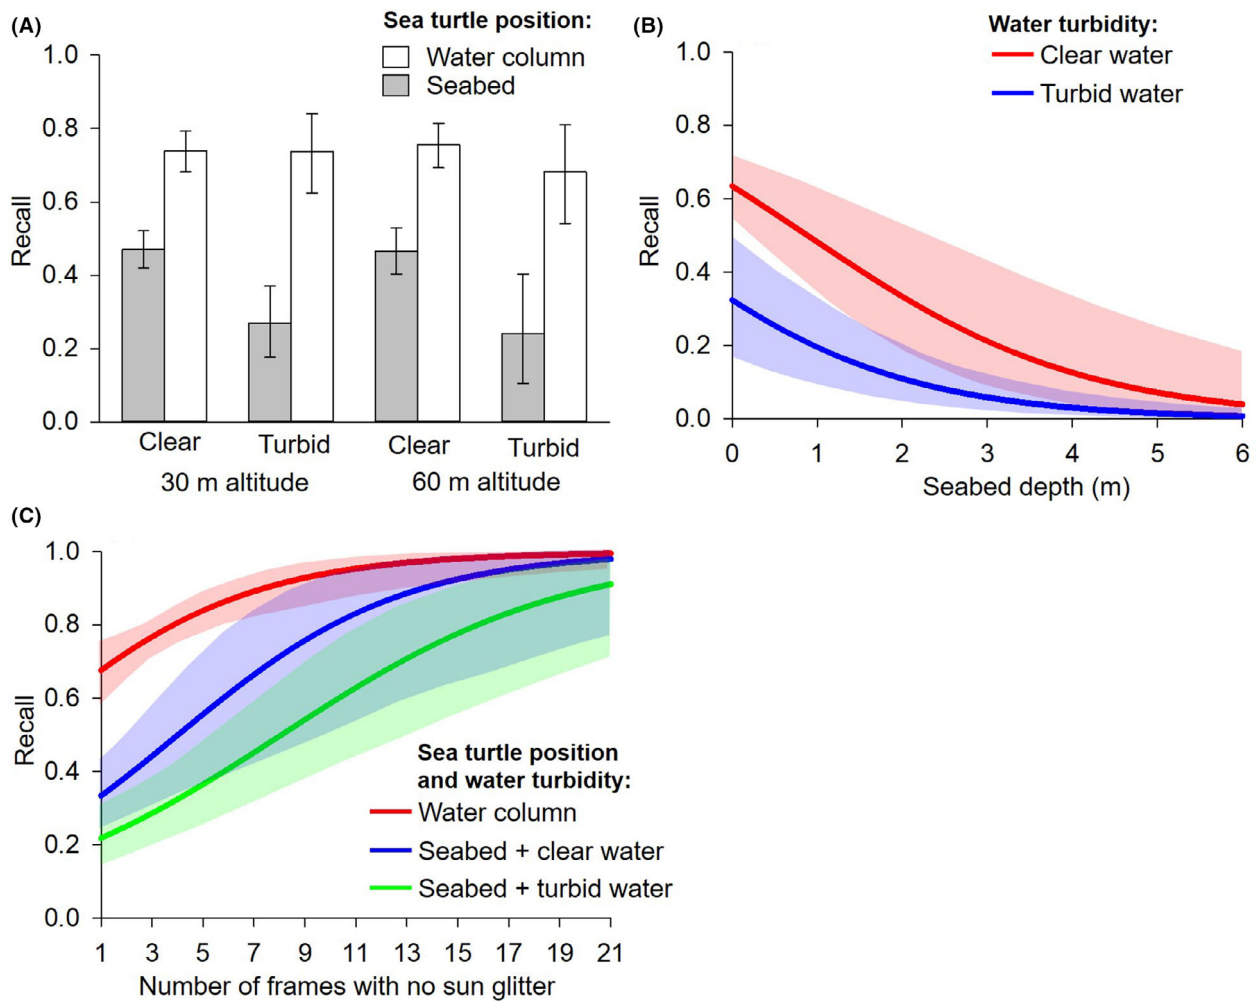 (A)
Sea turtle position:
Water column
Seabed
1.0
0.8
0.6
0.4
0.2
0.0
Recall
Clear Turbid Clear Turbid
30 m altitude 60 m altitude
(B)
Water turbidity:
Clear water
Turbid water
1.0
0.8
0.6
0.4
0.2
0.0
Recall
0 1 2 3 4 5 6
Seabed depth (m)
(C)
1.0
0.8
0.6
0.4
0.2
0.0
Recall
Sea turtle position
and water turbidity:
Water column
Seabed + clear water
Seabed + turbid water
1 3 5 7 9 11 13 15 17 19 21
Number of frames with no sun glitter